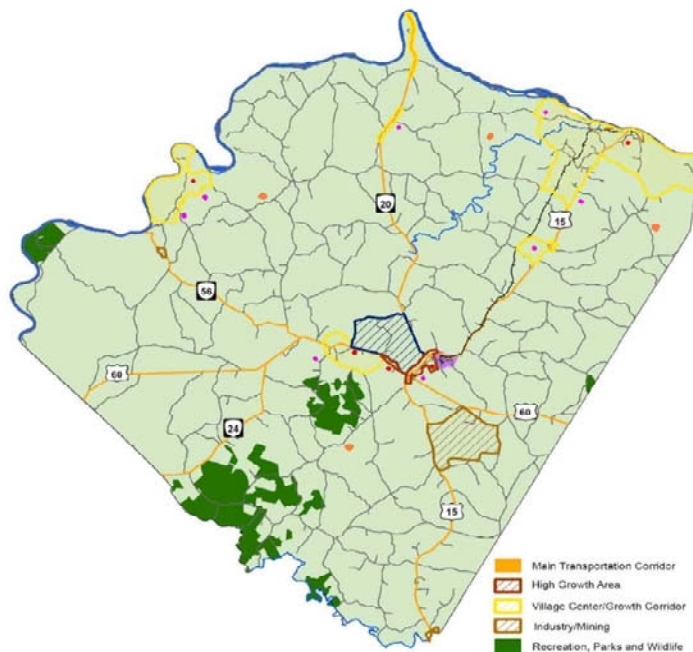 20
15
56
60
60
24
15
Main Transportation Corridor
High Growth Area
Village Center/Growth Corridor
Industry/Mining
Recreation, Parks and Wildlife